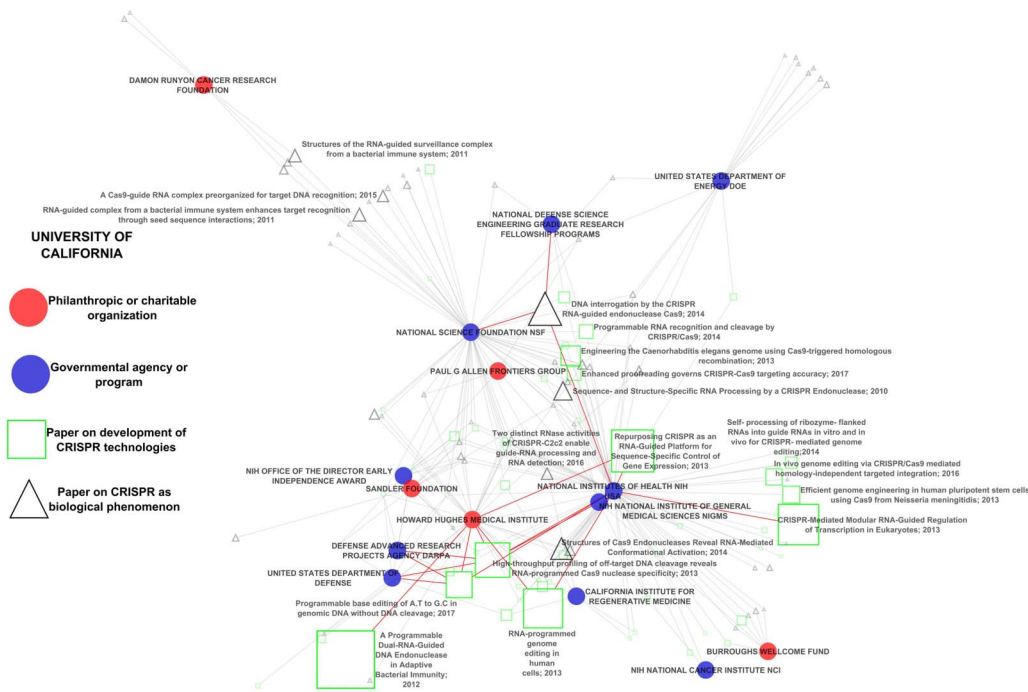 DAMON RUNYON CANCER RESEARCH
FOUNDATION
Structures of the RNA-guided surveillance complex
from a bacterial immune system; 2011
UNITED STATES DEPARTMENT OF
ENERGY DOE
A Cas9-guide RNA complex preorganized for target DNA recognition; 2015
RNA-guided complex from a bacterial immune system enhances target recognition
through seed sequence interactions; 2011
NATIONAL DEFENSE SCIENCE
ENGINEERING GRADUATE RESEARCH
FELLOWSHIP PROGRAMS
UNIVERSITY OF
CALIFORNIA
Philanthropic or charitable
organization
Governmental agency or
program
Paper on development of
CRISPR technologies
Paper on CRISPR as
biological phenomenon
DNA interrogation by the CRISPR
RNA-guided endonuclease Cas9; 2014
NATIONAL SCIENCE FOUNDATION NSF
Programmable RNA recognition and cleavage by
CRISPR/Cas9; 2014
Engineering the Caenorhabditis elegans genome using Cas9-triggered homologous
recombination; 2013
PAUL G ALLEN FRONTIERS GROUP
Enhanced proofreading governs CRISPR-Cas9 targeting accuracy; 2017
Sequence- and Structure-Specific RNA Processing by a CRISPR Endonuclease; 2010
Two distinct RNase activities
of CRISPR-C2c2 enable
guide-RNA processing and
RNA detection; 2016
Repurposing CRISPR as an
RNA-Guided Platform for
Sequence-Specific Control of
Gene Expression; 2013
Self- processing of ribozyme- flanked
RNAs into guide RNAs in vitro and in
vivo for CRISPR- mediated genome
editing;2014
In vivo genome editing via CRISPR/Cas9 mediated
homology-independent targeted integration; 2016
NIH OFFICE OF THE DIRECTOR EARLY
INDEPENDENCE AWARD
SANDLER FOUNDATION
NATIONAL INSTITUTES OF HEALTH NIH
USA
NIH NATIONAL INSTITUTE OF GENERAL
MEDICAL SCIENCES NIGMS
Efficient genome engineering in human pluripotent stem cells
using Cas9 from Neisseria meningitidis; 2013
HOWARD HUGHES MEDICAL INSTITUTE
CRISPR-Mediated Modular RNA-Guided Regulation
of Transcription in Eukaryotes; 2013
DEFENSE ADVANCED RESEARCH
PROJECTS AGENCY DARPA
Structures of Cas9 Endonucleases Reveal RNA-Mediated
Conformational Activation; 2014
High-throughput profiling of off-target DNA cleavage reveals
RNA-programmed Cas9 nuclease specificity; 2013
UNITED STATES DEPARTMENT OF
DEFENSE
CALIFORNIA INSTITUTE FOR
REGENERATIVE MEDICINE
Programmable base editing of A.T to G.C in
genomic DNA without DNA cleavage; 2017
A Programmable
Dual-RNA-Guided
DNA Endonuclease
in Adaptive
Bacterial Immunity;
2012
RNA-programmed
genome
editing in
human
cells; 2013
BURROUGHS WELLCOME FUND
NIH NATIONAL CANCER INSTITUTE NCI